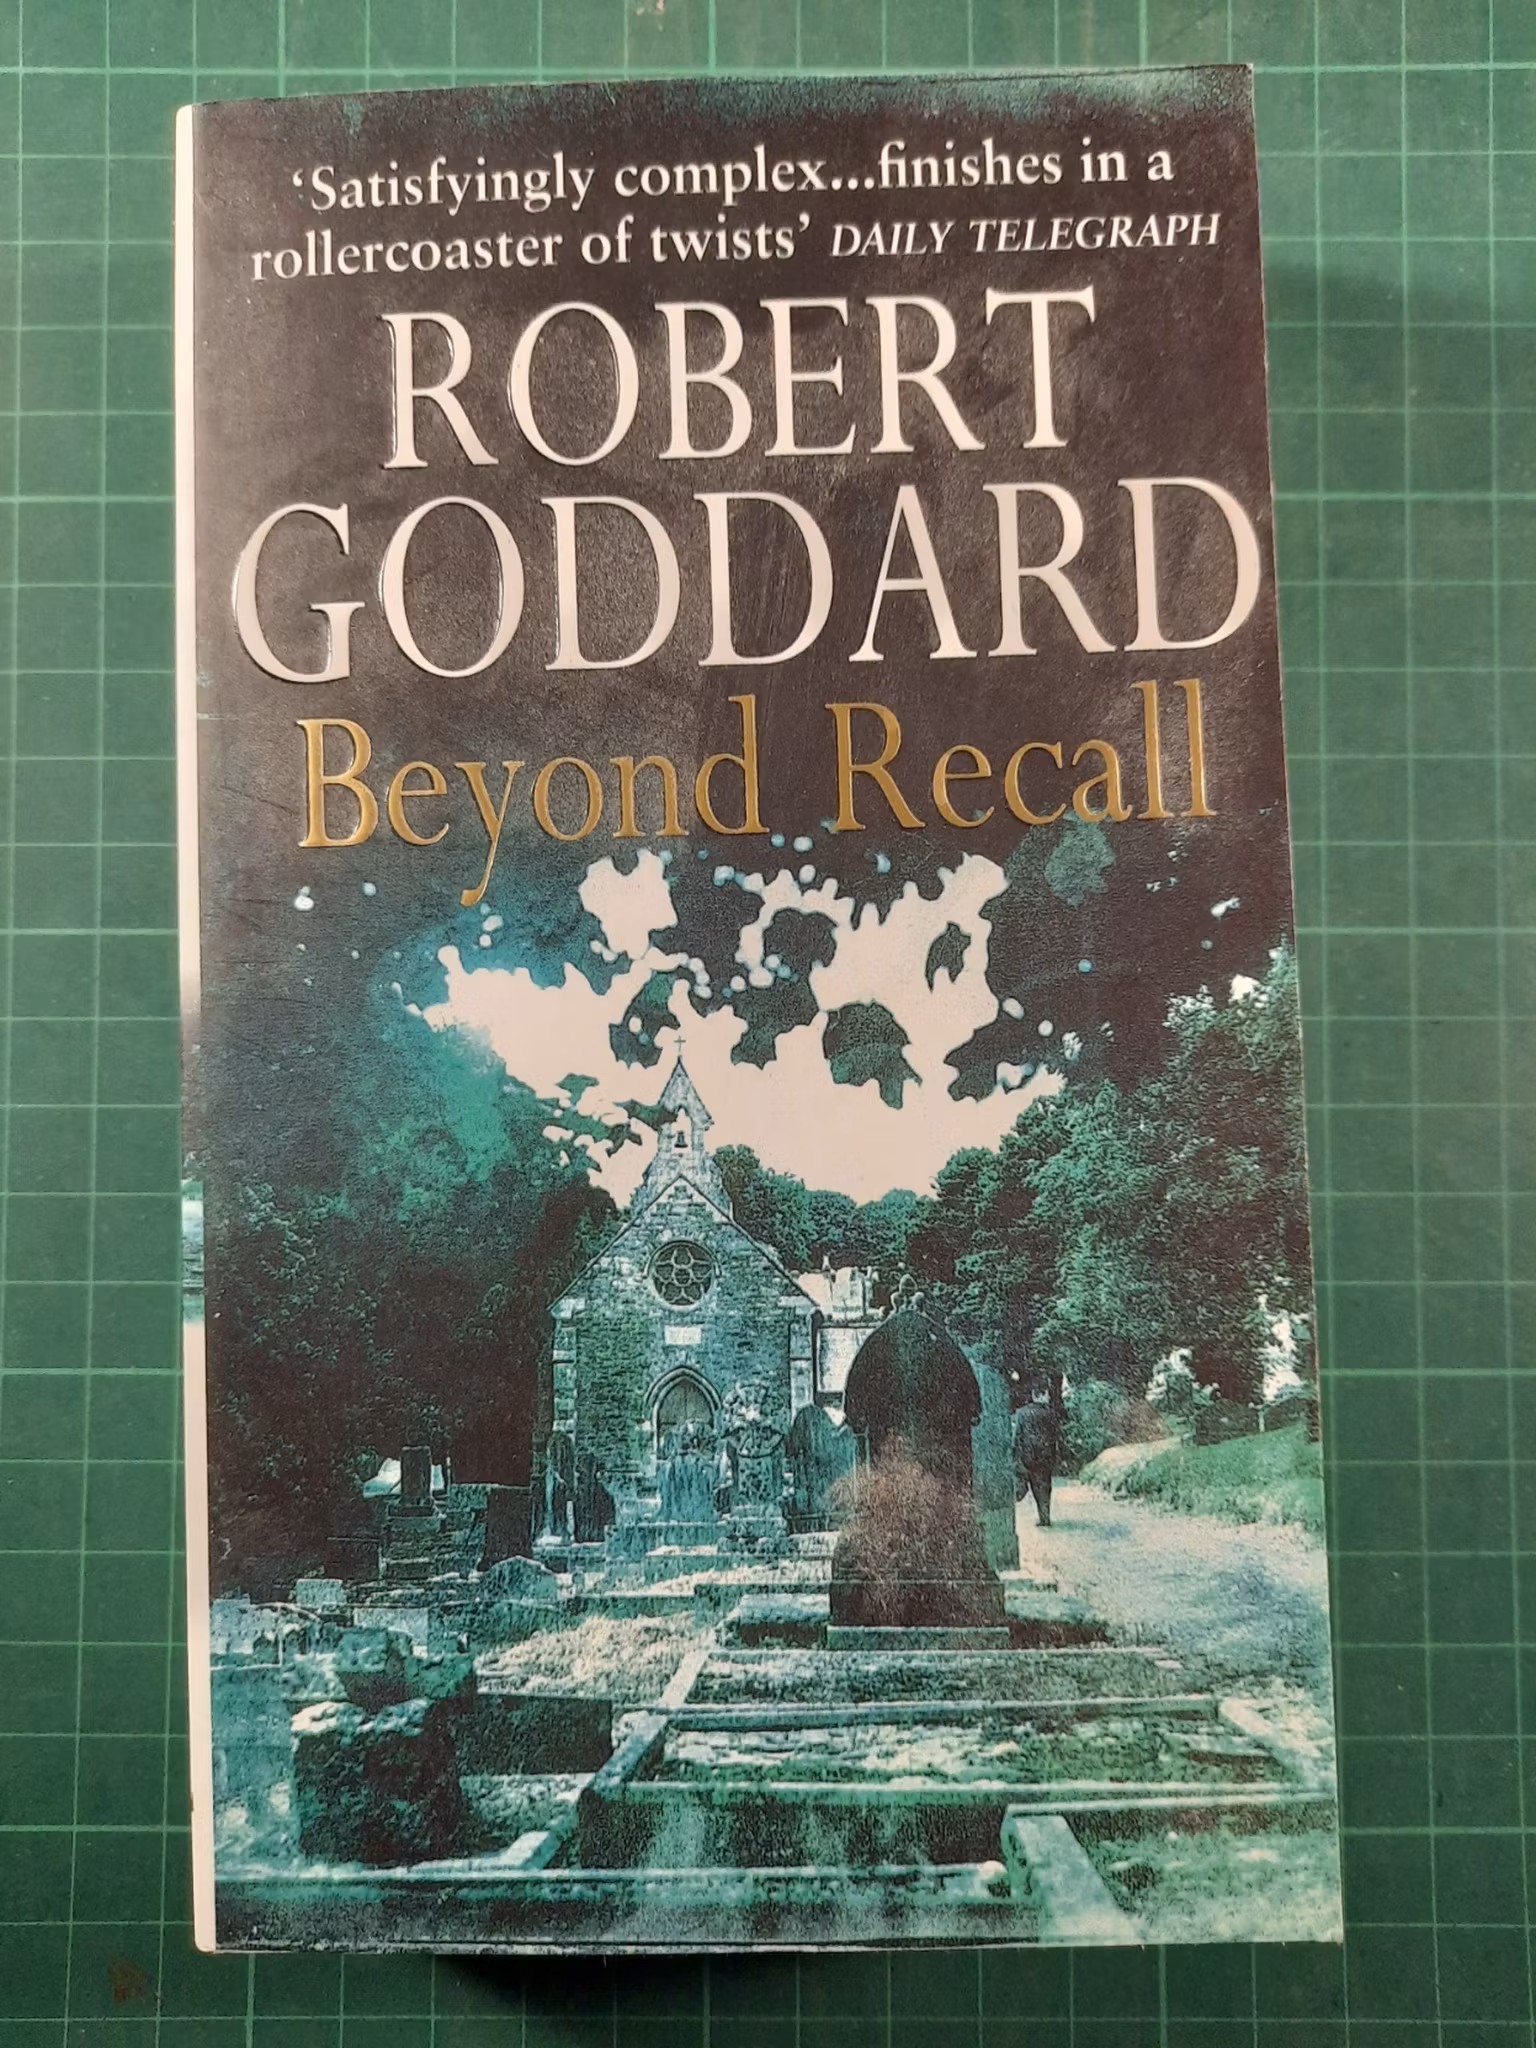 ‘Satisfyingly complex...finishes in a
rollercoaster of twists’ DAILY TELEGRAPH
ROBERT
GODDARD
Beyond Recall